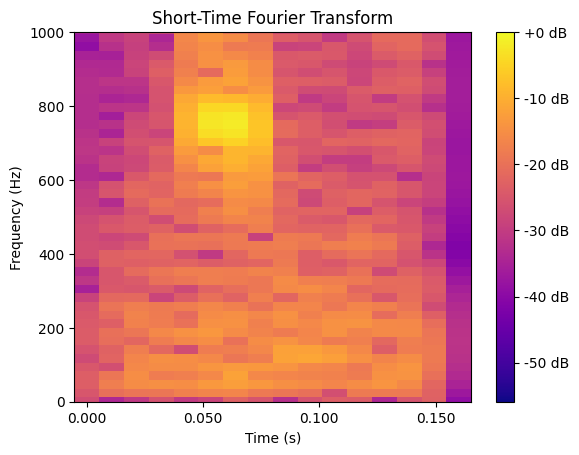 Short-Time Fourier Transform
1000
800
600
400
200
0
Frequency (Hz)
0.000
0.050
0.100
0.150
Time (s)
+0 dB
-10 dB
-20 dB
-30 dB
-40 dB
-50 dB